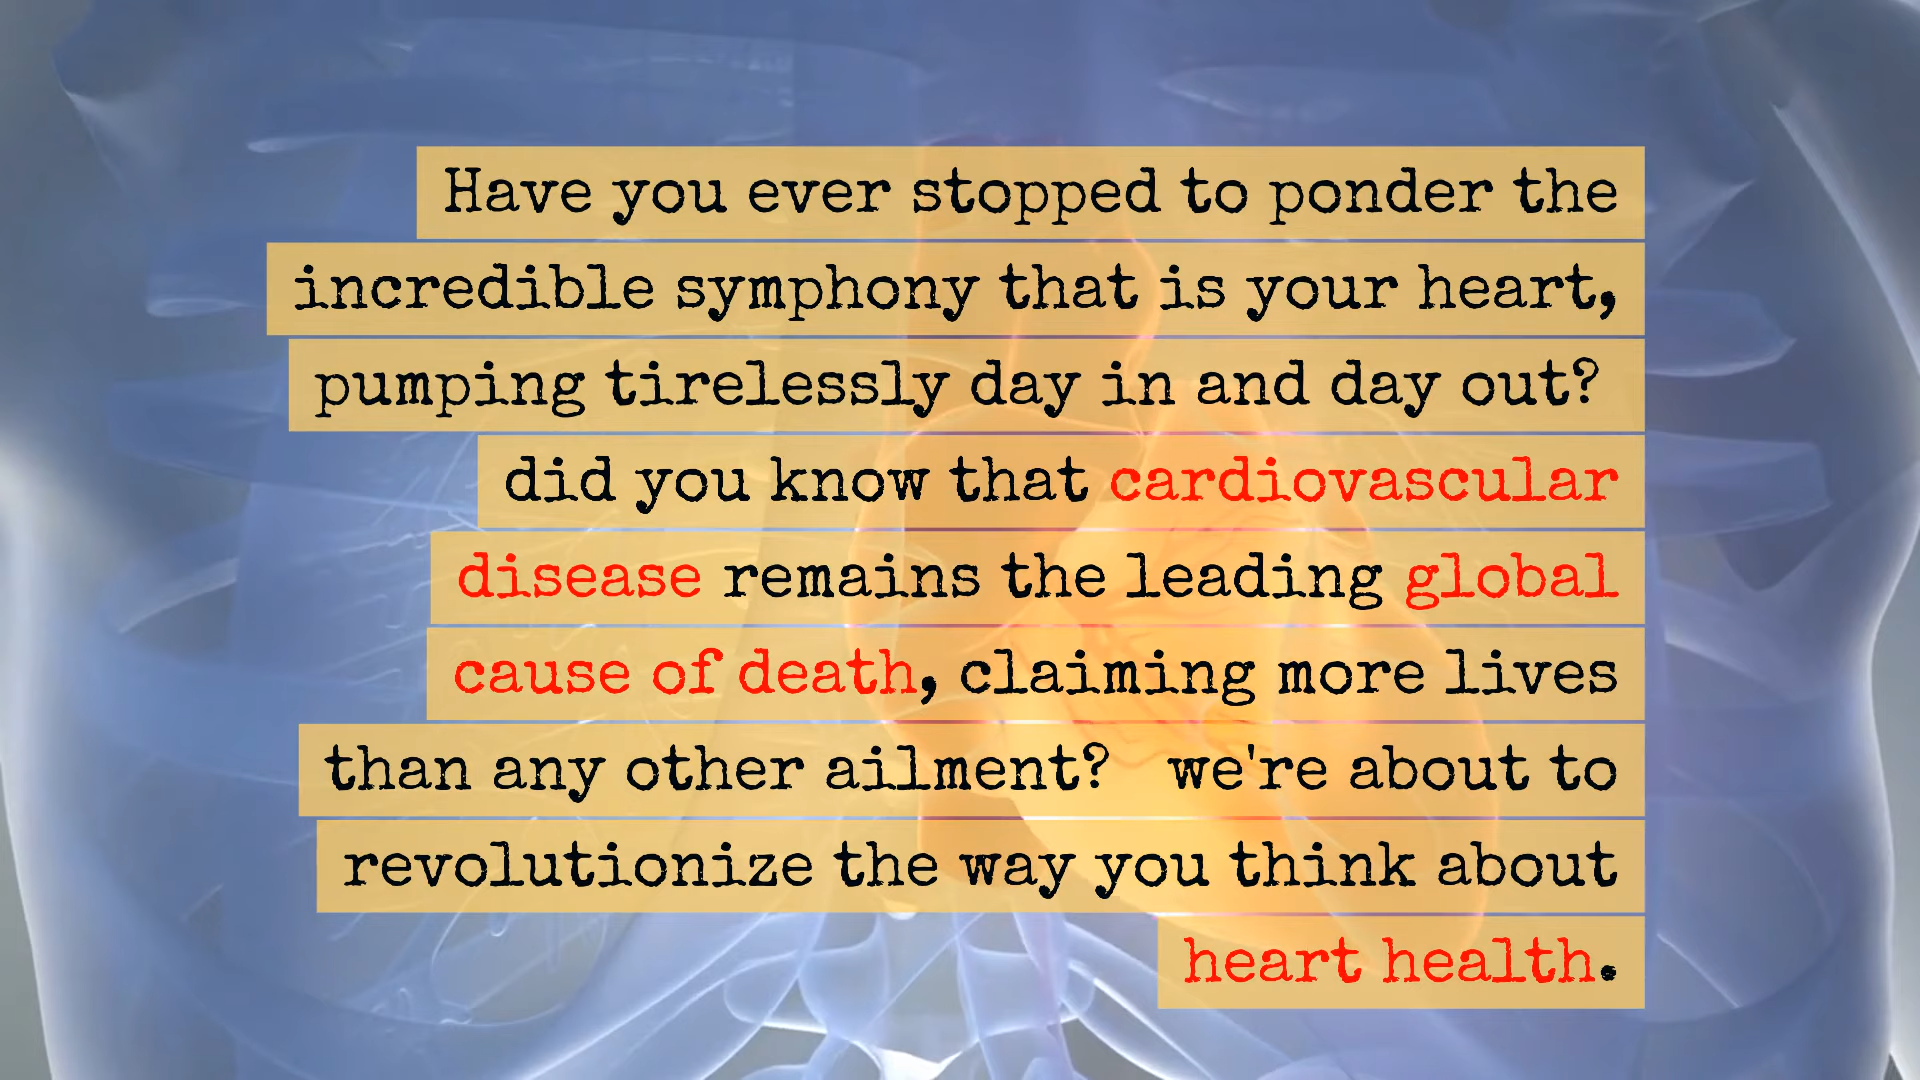 Have you ever stopped to ponder the
incredible symphony that is your heart,
pumping tirelessly day in and day out?
did you know that cardiovascular
disease remains the leading global
cause of death, claiming more lives
than any other ailment?   we're about to
revolutionize the way you think about
heart health.